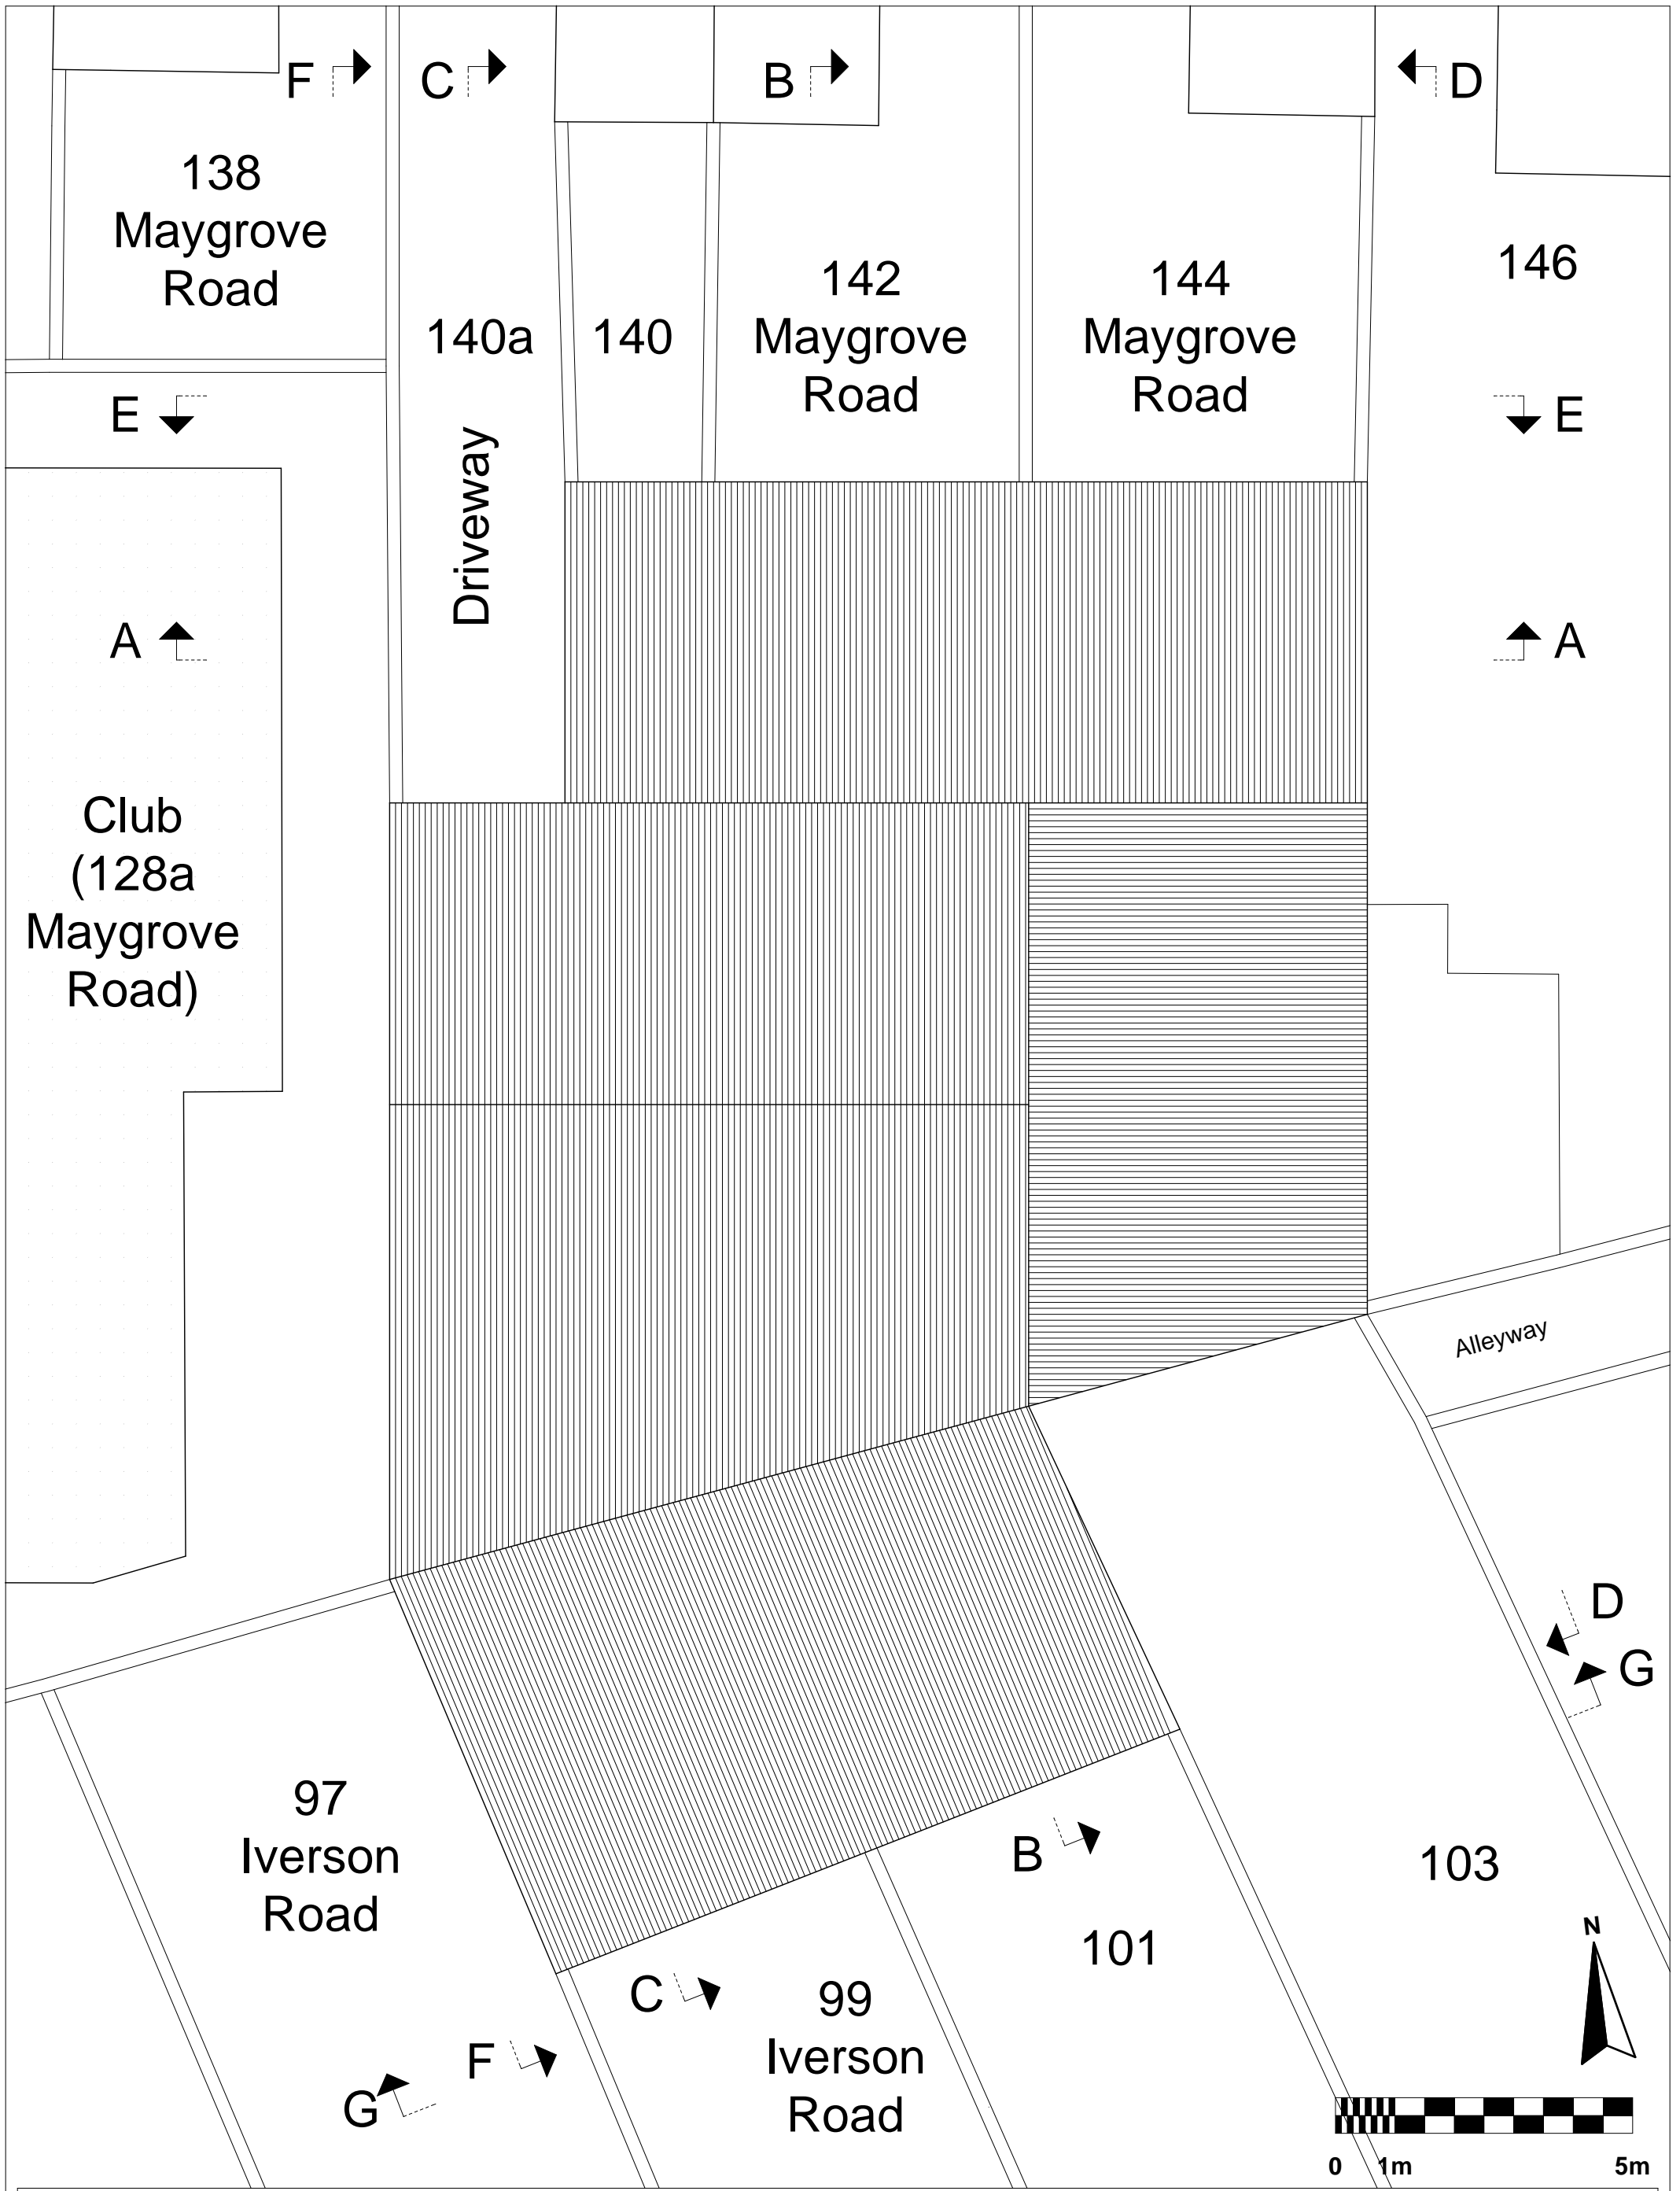 F
C
B
D
138
Maygrove
Road
146
142
Maygrove
Road
144
Maygrove
Road
140a
140
E
E
Driveway
A
A
Club
(128a
Maygrove
Road)
Alleyway
D
G
97
Iverson
Road
B
103
101
N
C
99
Iverson
Road
F
G
0 1m 5m